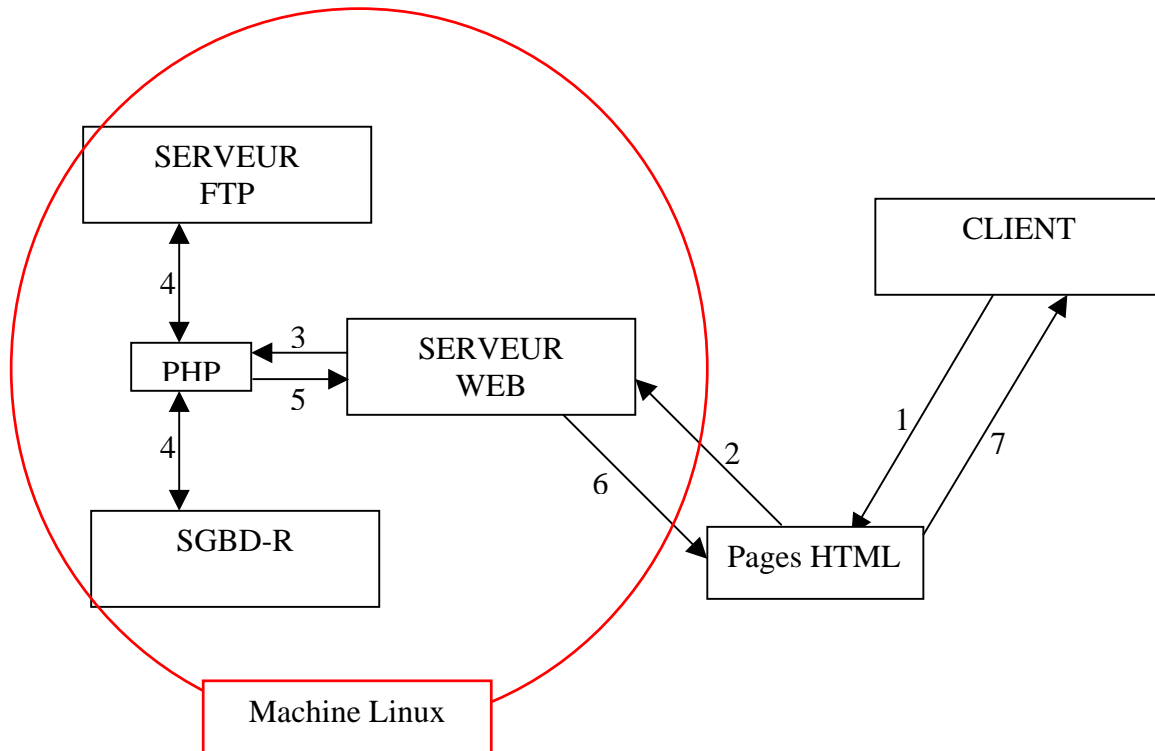 SERVEUR
FTP
CLIENT
4
3
SERVEUR
WEB
PHP
5
1
7
4
2
6
SGBD-R
Pages HTML
Machine Linux